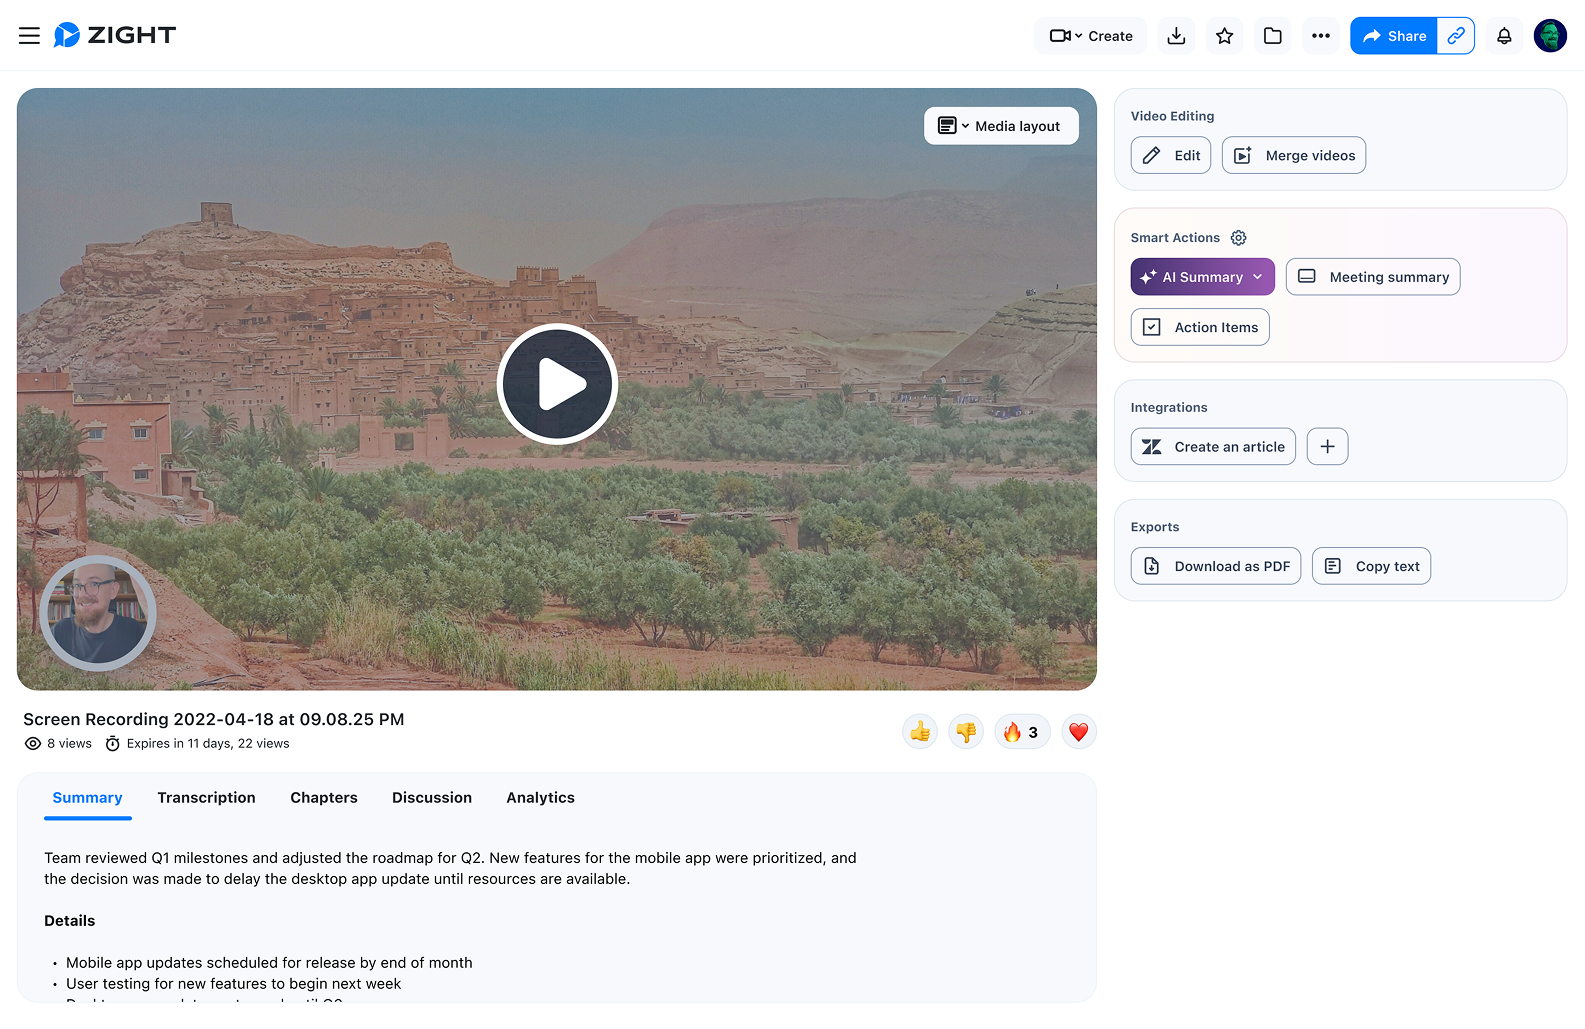 ZIGHT
Create
Share
Media layout
Video Editing
Edit
Merge videos
Smart Actions
AI Summary
Meeting summary
Action Items
Integrations
Create an article
Exports
Download as PDF
Copy text
Screen Recording 2022-04-18 at 09.08.25 PM
8 views
Expires in 11 days, 22 views
👍 👎 🔥 3 ❤️
Summary
Transcription
Chapters
Discussion
Analytics
Team reviewed Q1 milestones and adjusted the roadmap for Q2. New features for the mobile app were prioritized, and
the decision was made to delay the desktop app update until resources are available.
Details
• Mobile app updates scheduled for release by end of month
• User testing for new features to begin next week